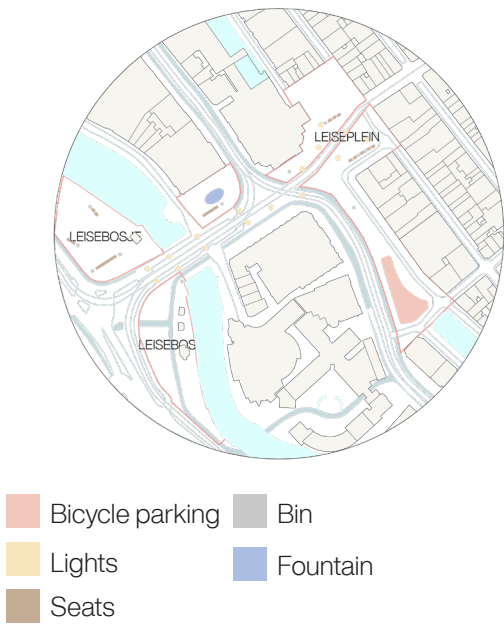 LEISEPLEIN
LEISEBOS
LEISEBOS
Bicycle parking
Bin
Lights
Fountain
Seats